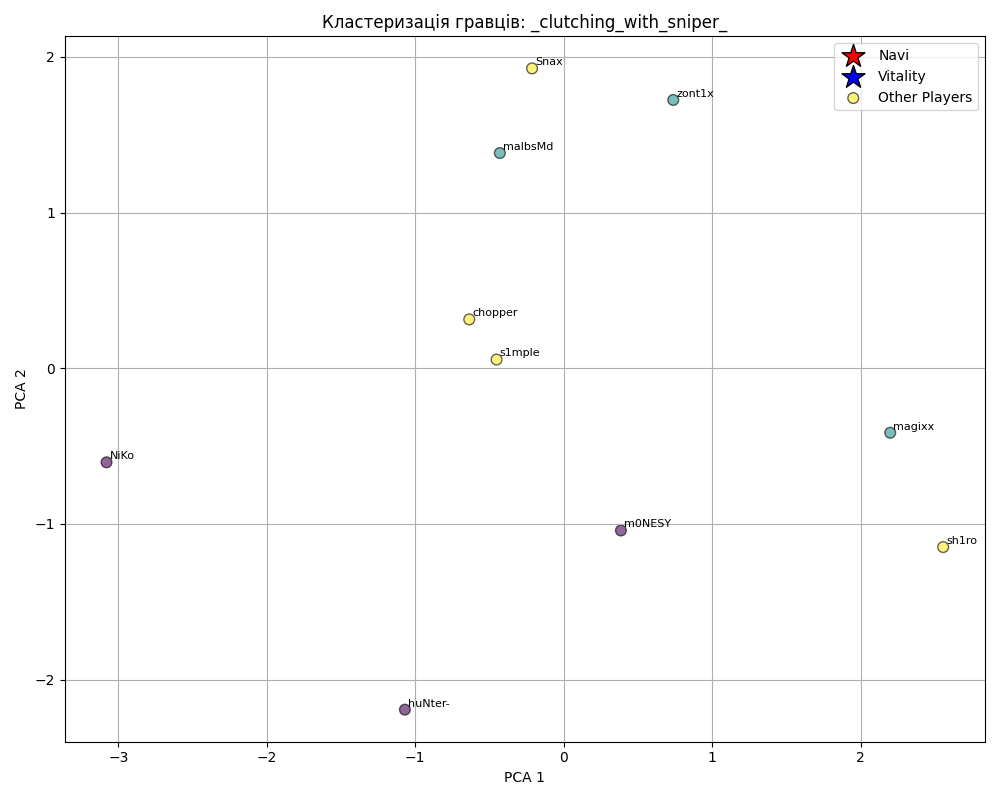 Кластеризація гравців: _clutching_with_sniper_
Navi
Vitality
Other Players
Snax
zont1x
malbsMd
chopper
s1mple
magixx
NiKo
m0NESY
sh1ro
huNter-
PCA 2
2
1
0
−1
−2
−3
−2
−1
0
1
2
PCA 1